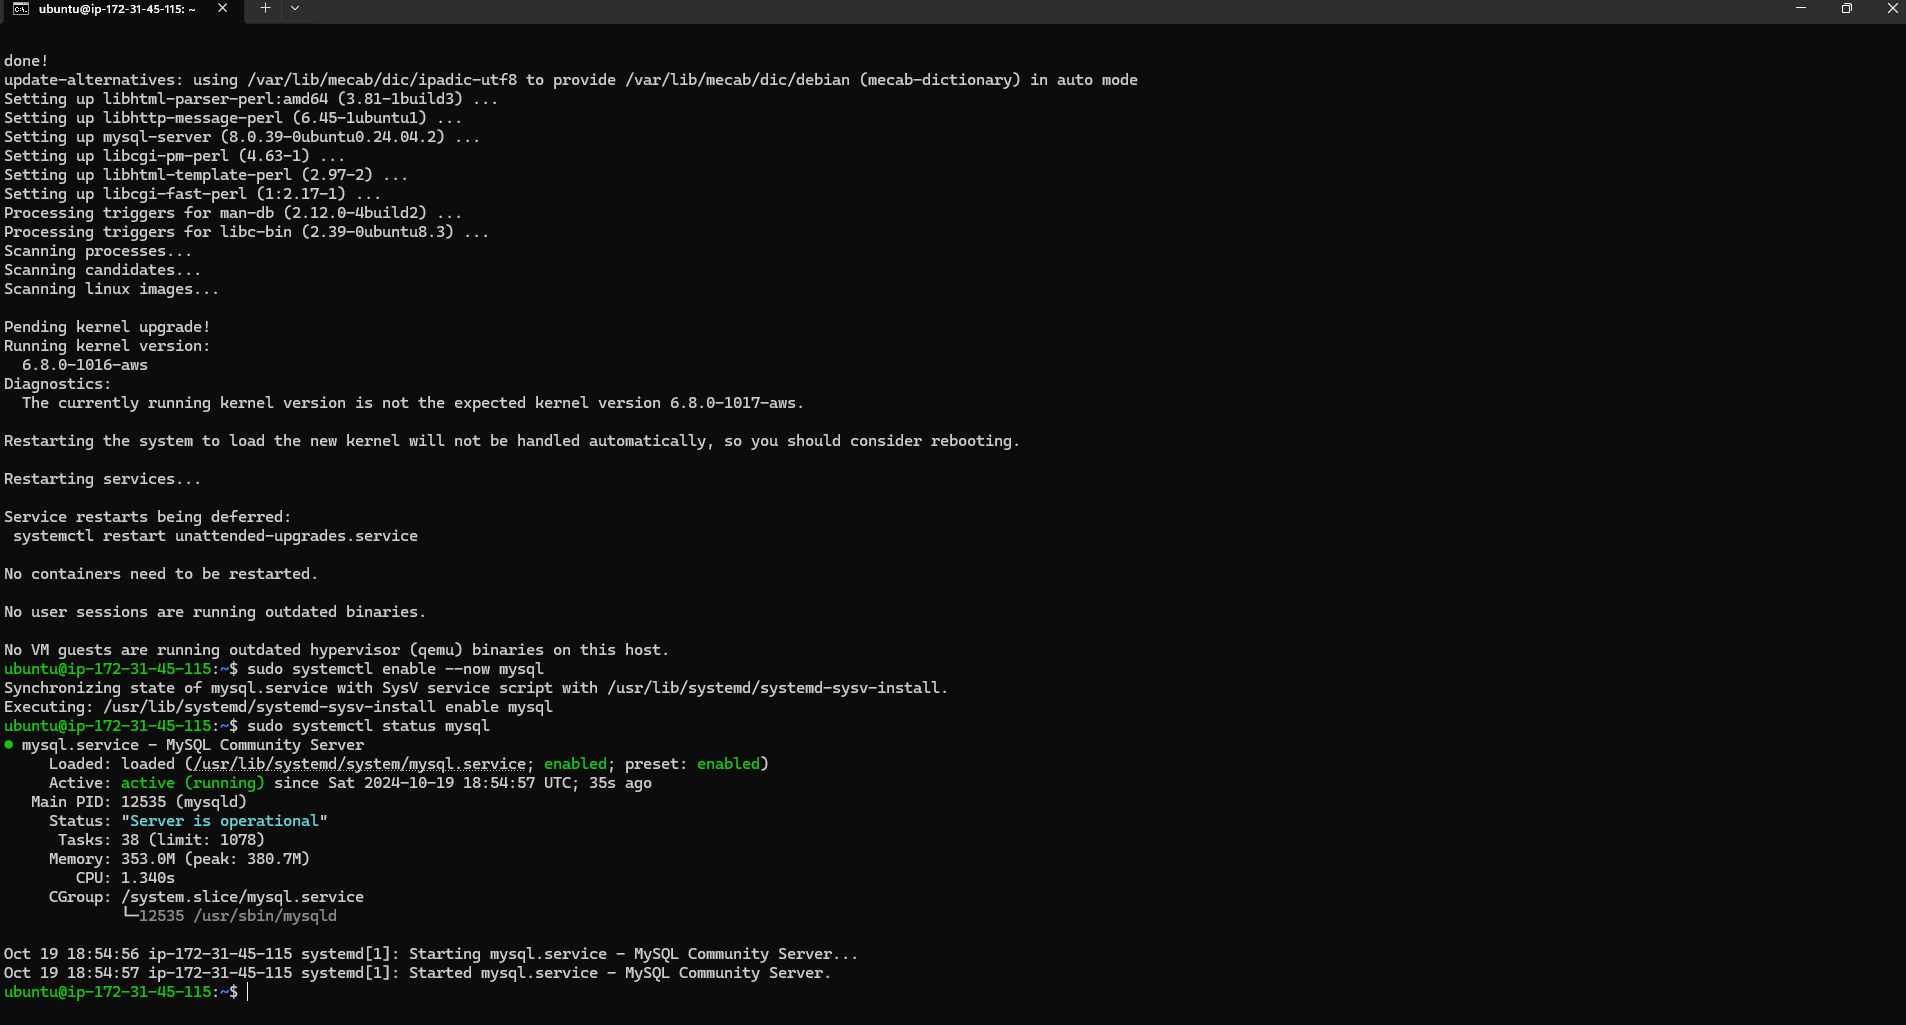 ubuntu@ip-172-31-45-115: ~
done!
update-alternatives: using /var/lib/mecab/dic/ipadic-utf8 to provide /var/lib/mecab/dic/debian (mecab-dictionary) in auto mode
Setting up libhtml-parser-perl:amd64 (3.81-1build3) ...
Setting up libhttp-message-perl (6.45-1ubuntu1) ...
Setting up mysql-server (8.0.39-0ubuntu0.24.04.2) ...
Setting up libcgi-pm-perl (4.63-1) ...
Setting up libhtml-template-perl (2.97-2) ...
Setting up libcgi-fast-perl (1:2.17-1) ...
Processing triggers for man-db (2.12.0-4build2) ...
Processing triggers for libc-bin (2.39-0ubuntu8.3) ...
Scanning processes...
Scanning candidates...
Scanning linux images...
Pending kernel upgrade!
Running kernel version:
  6.8.0-1016-aws
Diagnostics:
  The currently running kernel version is not the expected kernel version 6.8.0-1017-aws.
Restarting the system to load the new kernel will not be handled automatically, so you should consider rebooting.
Restarting services...
Service restarts being deferred:
 systemctl restart unattended-upgrades.service
No containers need to be restarted.
No user sessions are running outdated binaries.
No VM guests are running outdated hypervisor (qemu) binaries on this host.
ubuntu@ip-172-31-45-115:~$ sudo systemctl enable --now mysql
Synchronizing state of mysql.service with SysV service script with /usr/lib/systemd/systemd-sysv-install.
Executing: /usr/lib/systemd/systemd-sysv-install enable mysql
ubuntu@ip-172-31-45-115:~$ sudo systemctl status mysql
● mysql.service - MySQL Community Server
     Loaded: loaded (/usr/lib/systemd/system/mysql.service; enabled; preset: enabled)
     Active: active (running) since Sat 2024-10-19 18:54:57 UTC; 35s ago
   Main PID: 12535 (mysqld)
     Status: "Server is operational"
      Tasks: 38 (limit: 1078)
     Memory: 353.0M (peak: 380.7M)
        CPU: 1.340s
     CGroup: /system.slice/mysql.service
             └─12535 /usr/sbin/mysqld
Oct 19 18:54:56 ip-172-31-45-115 systemd[1]: Starting mysql.service - MySQL Community Server...
Oct 19 18:54:57 ip-172-31-45-115 systemd[1]: Started mysql.service - MySQL Community Server.
ubuntu@ip-172-31-45-115:~$